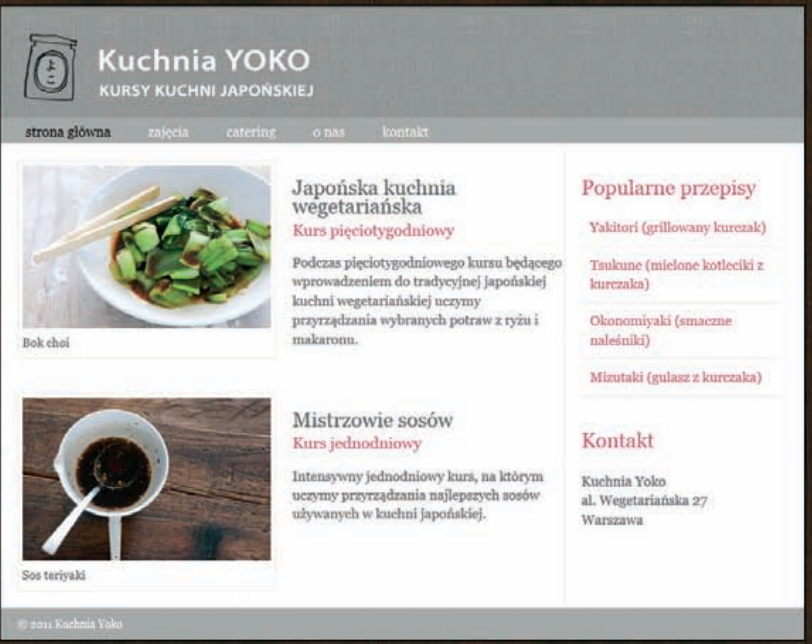 よこ
Kuchnia YOKO
KURSY KUCHNI JAPOŃSKIEJ
strona główna zajęcia catering o nas kontakt
Bok choi
Japońska kuchnia
wegetariańska
Kurs pięciotygodniowy
Podczas pięciotygodniowego kursu będącego
wprowadzeniem do tradycyjnej japońskiej
kuchni wegetariańskiej uczymy
przyrządzania wybranych potraw z ryżu i
makaronu.
Sos teriyaki
Mistrzowie sosów
Kurs jednodniowy
Intensywny jednodniowy kurs, na którym
uczymy przyrządzania najlepszych sosów
używanych w kuchni japońskiej.
Popularne przepisy
Yakitori (grillowany kurczak)
Tsukune (mielone kotleciki z
kurczaka)
Okonomiyaki (smaczne
naleśniki)
Mizutaki (gulasz z kurczaka)
Kontakt
Kuchnia Yoko
al. Wegetariańska 27
Warszawa
© 2011 Kuchnia Yoko